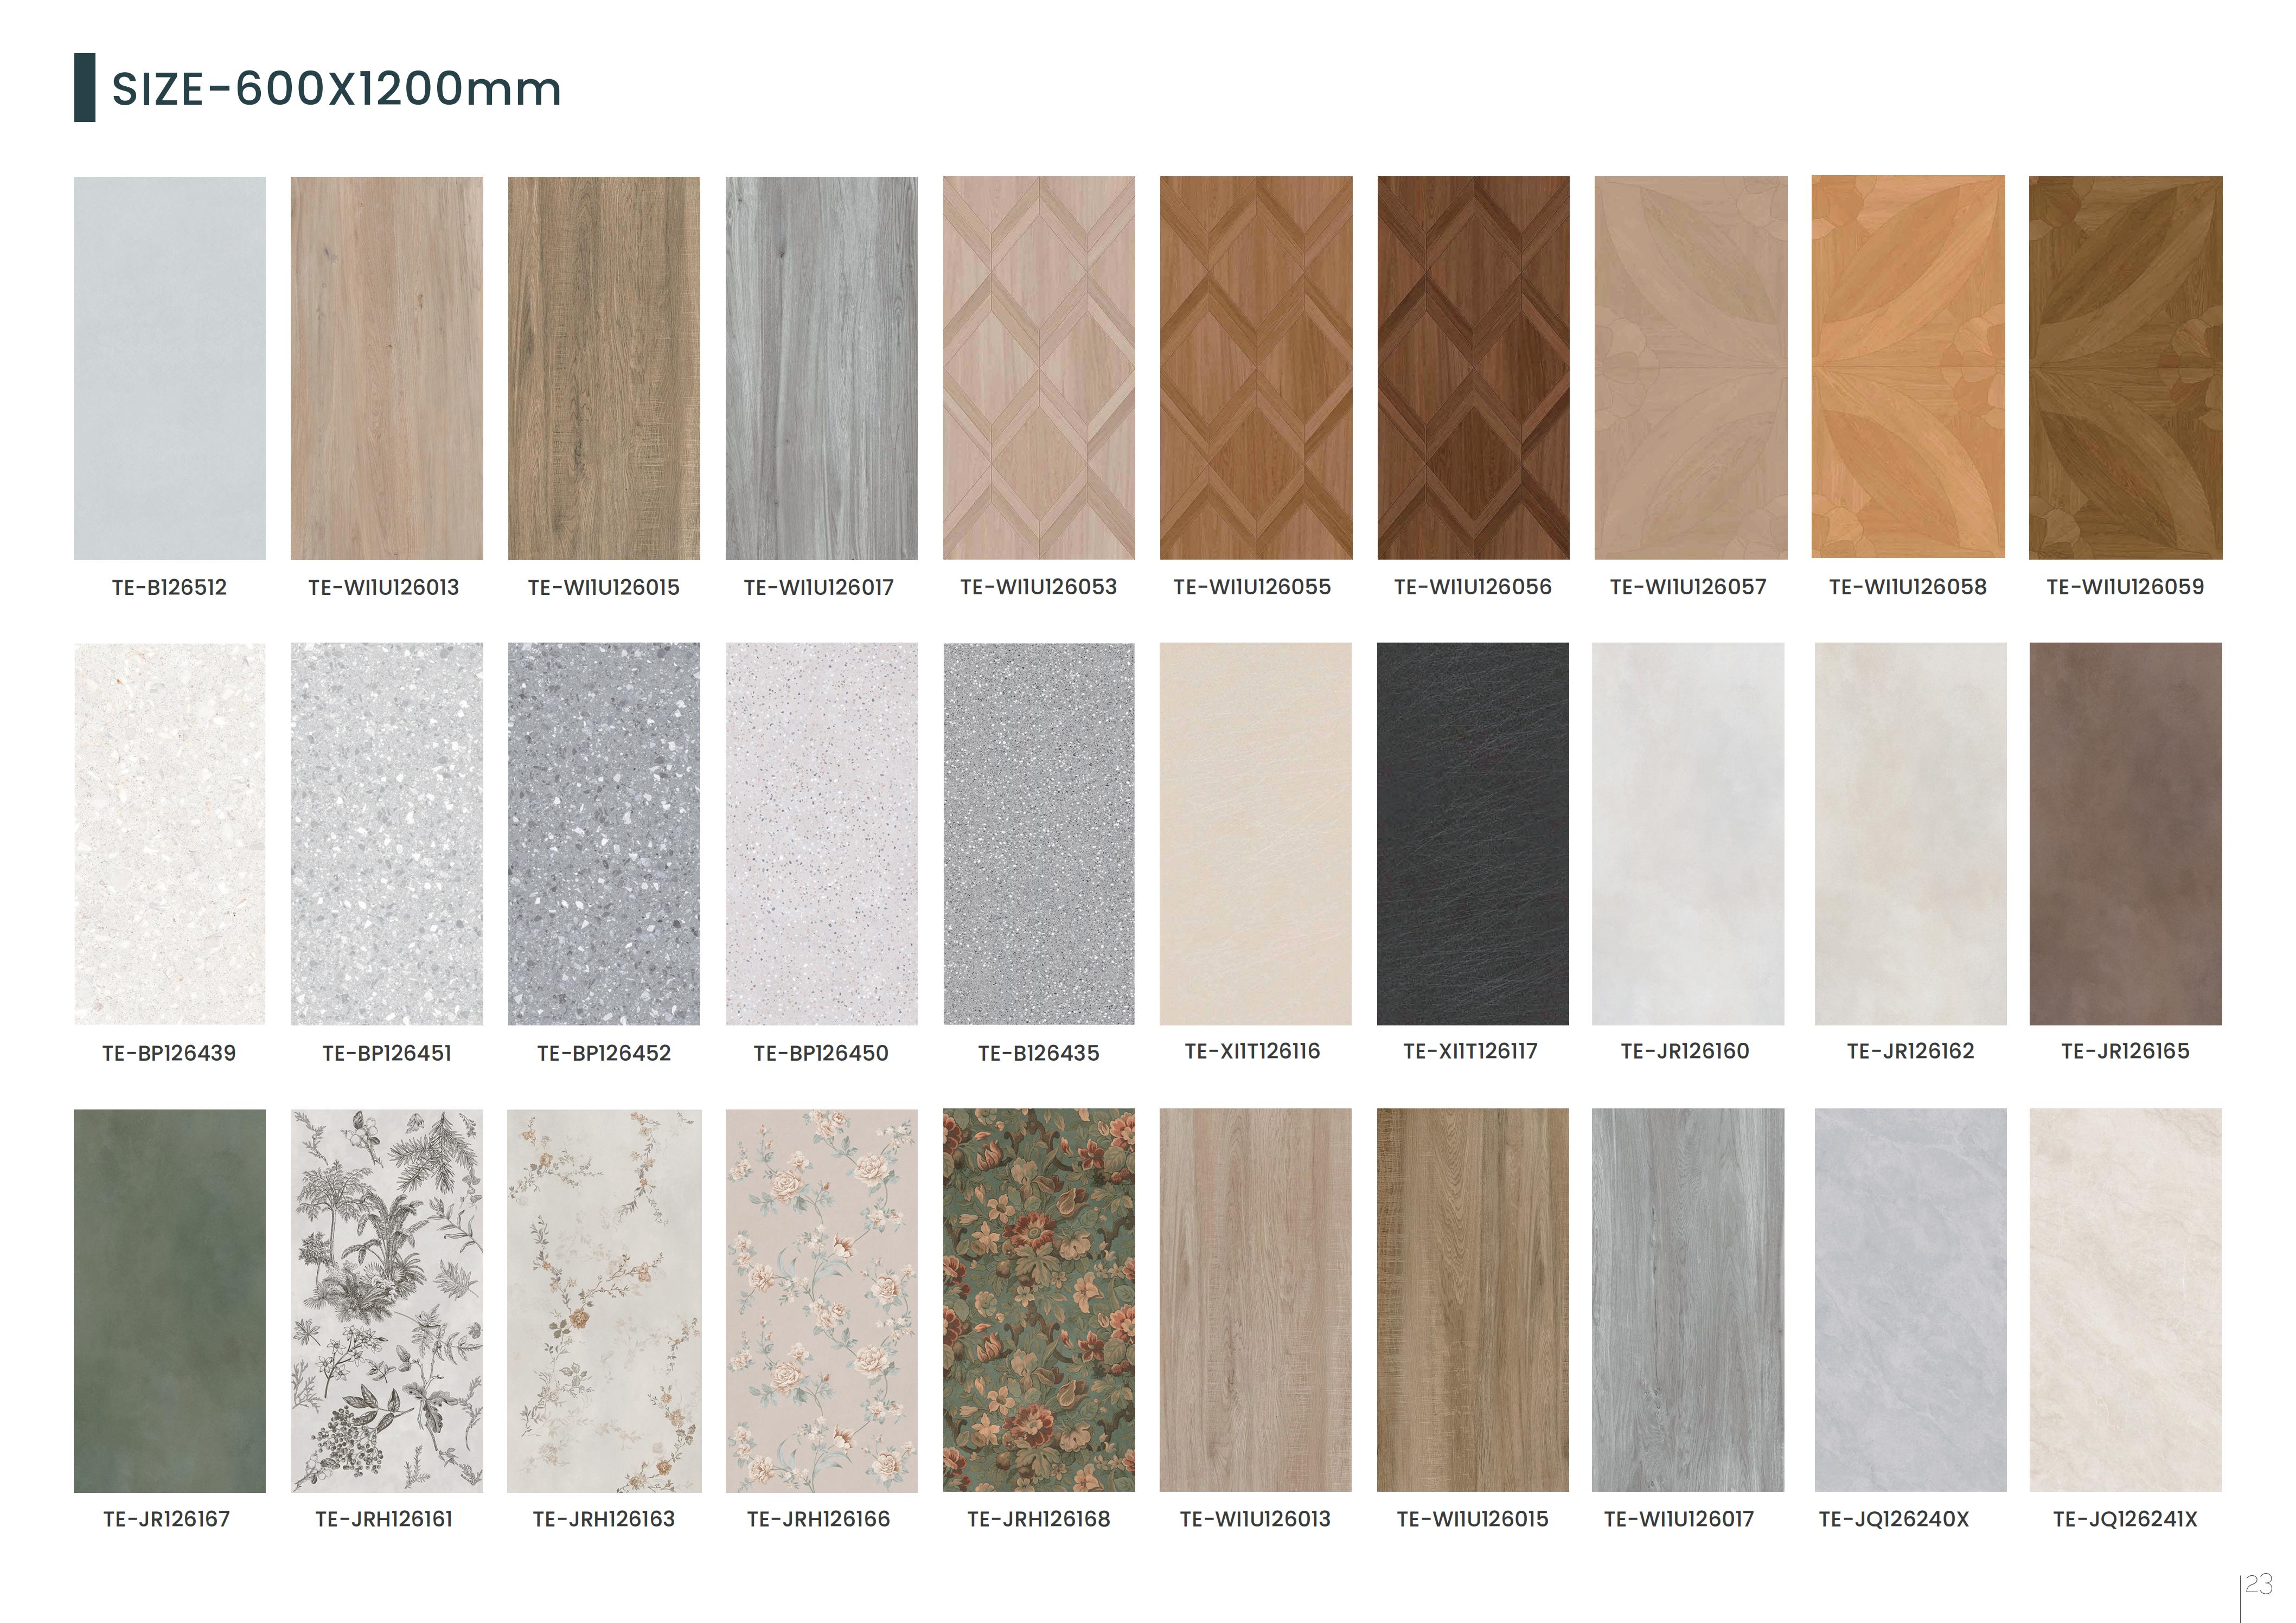 SIZE-600X1200mm
TE-B126512 TE-WI1U126013 TE-WI1U126015 TE-WI1U126017 TE-WI1U126053 TE-WI1U126055 TE-WI1U126056 TE-WI1U126057 TE-WI1U126058 TE-WI1U126059
TE-BP126439 TE-BP126451 TE-BP126452 TE-BP126450 TE-B126435 TE-XI1T126116 TE-XI1T126117 TE-JR126160 TE-JR126162 TE-JR126165
TE-JR126167 TE-JRH126161 TE-JRH126163 TE-JRH126166 TE-JRH126168 TE-WI1U126013 TE-WI1U126015 TE-WI1U126017 TE-JQ126240X TE-JQ126241X
23